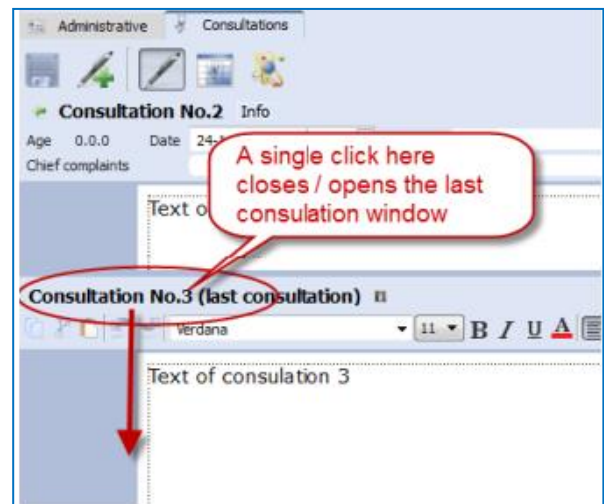 Administrative Consultations
Consultation No.2 Info
Age 0.0.0 Date 24-
Chief complaints
A single click here
closes / opens the last
consulation window
Text o
Consultation No.3 (last consultation)
Verdana 11 B I U A
Text of consulation 3